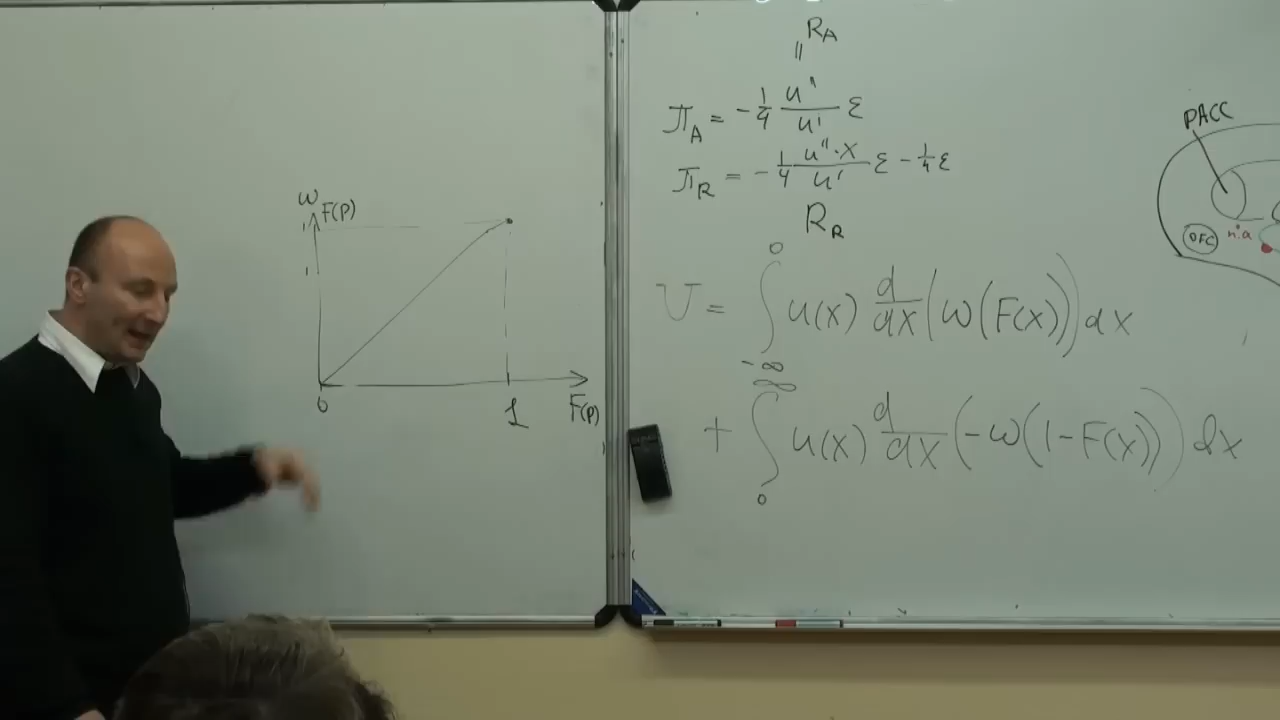 ω F(p)
1
1
0
1
F(p)
R_A
=
π_A = -1/4 u''/u' ε
π_R = -1/4 u''·x/u' ε - 1/4 ε
R_R
U = ∫_{-∞}^{0} u(x) d/dx (ω(F(x))) dx
+ ∫_{0}^{∞} u(x) d/dx (-ω(1-F(x))) dx
PACC
OFC
n.a